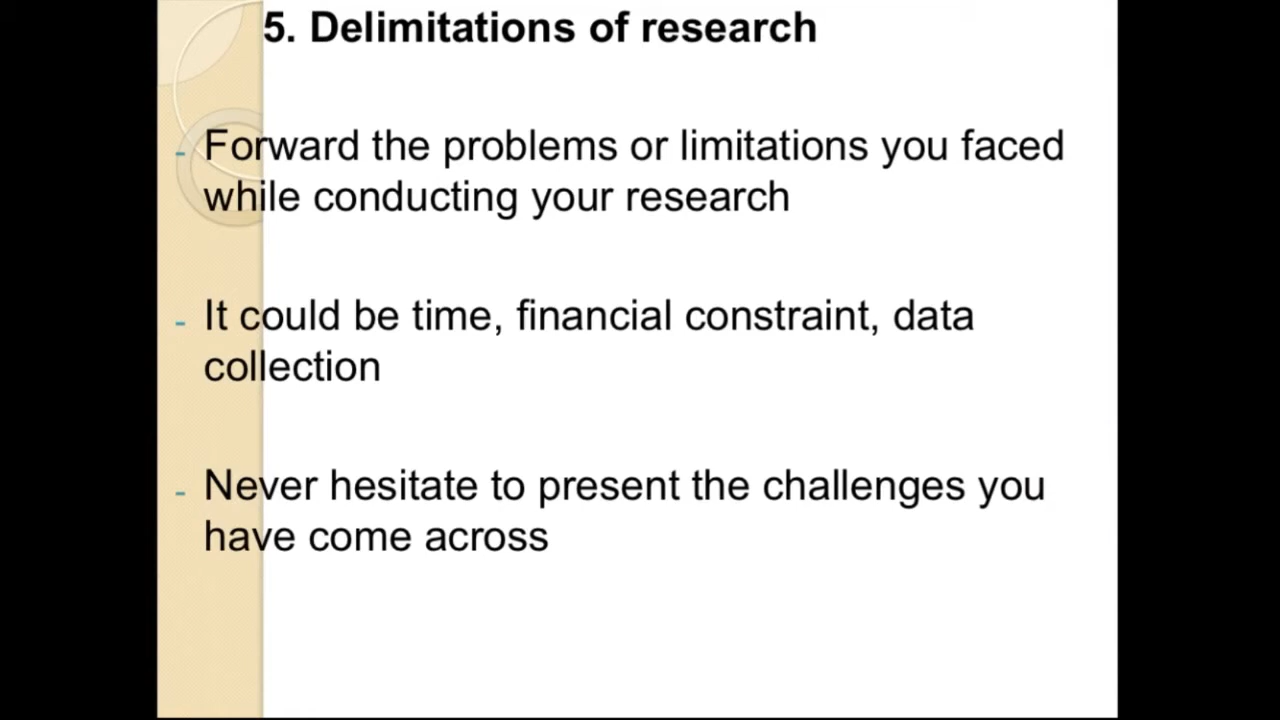 5. Delimitations of research
- Forward the problems or limitations you faced
while conducting your research
- It could be time, financial constraint, data
collection
- Never hesitate to present the challenges you
have come across